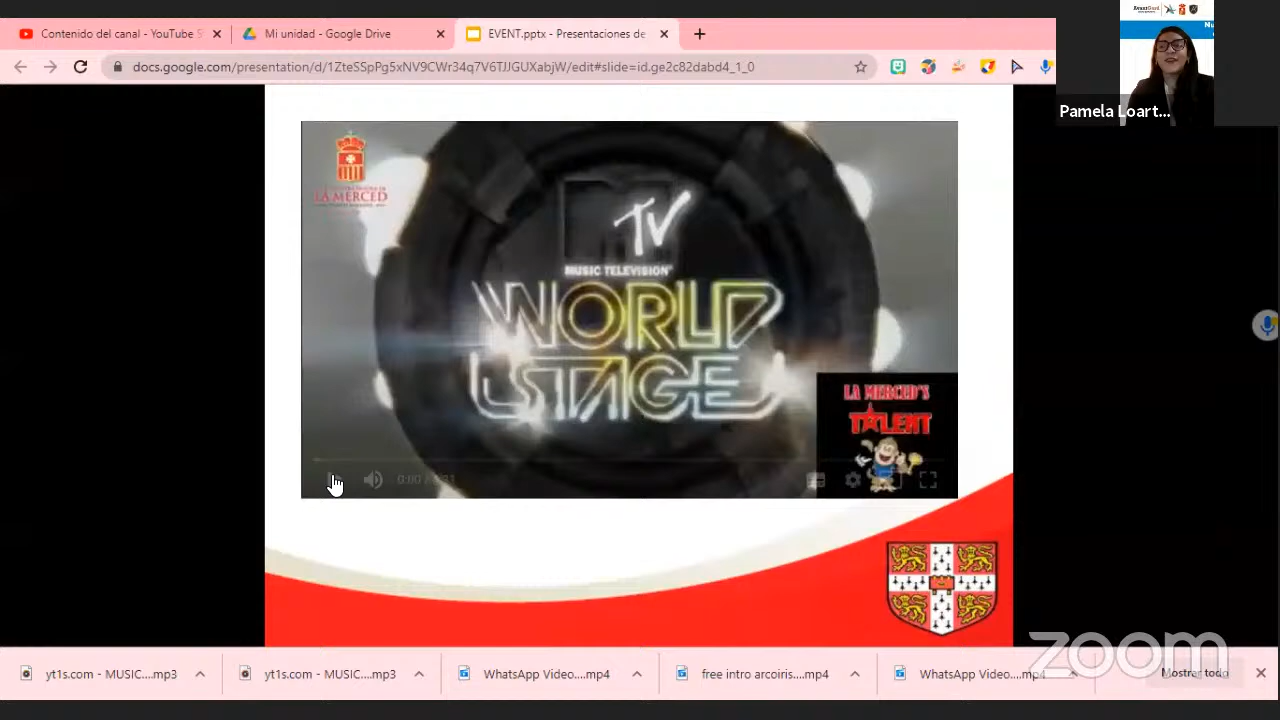 Contenido del canal - YouTube S
Mi unidad - Google Drive
EVENT.pptx - Presentaciones de
docs.google.com/presentation/d/1ZteSSpPg5xNV9CWr34q7V6TJJGUXabjW/edit#slide=id.ge2c82dabd4_1_0
Pamela Loart...
LA MERCED
TV
MUSIC TELEVISION
WORLD
STAGE
LA MERCED'S
TALENT
0:00
zoom
yt1s.com - MUSIC....mp3
yt1s.com - MUSIC....mp3
WhatsApp Video....mp4
free intro arcoiris....mp4
WhatsApp Video....mp4
Mostrar todo